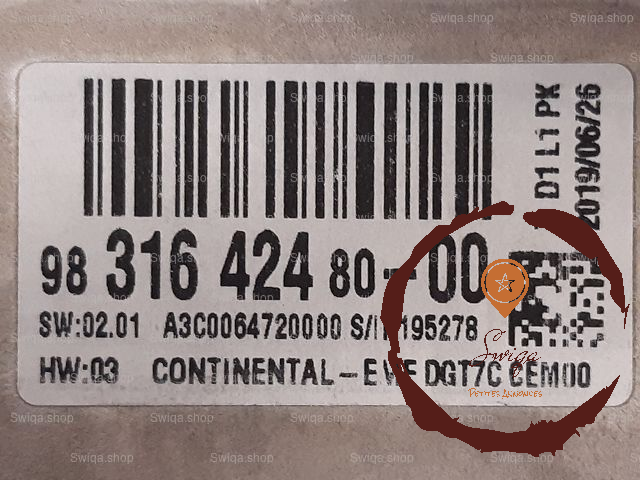 98 316 424 80-00
SW:02.01 A3C0064720000 195278
HW:03 CONTINENTAL- DGT7C CEM00
D1 L1 PK
2019/06/26
Swiqa
PETITES ANNONCES
Swiqa.shop